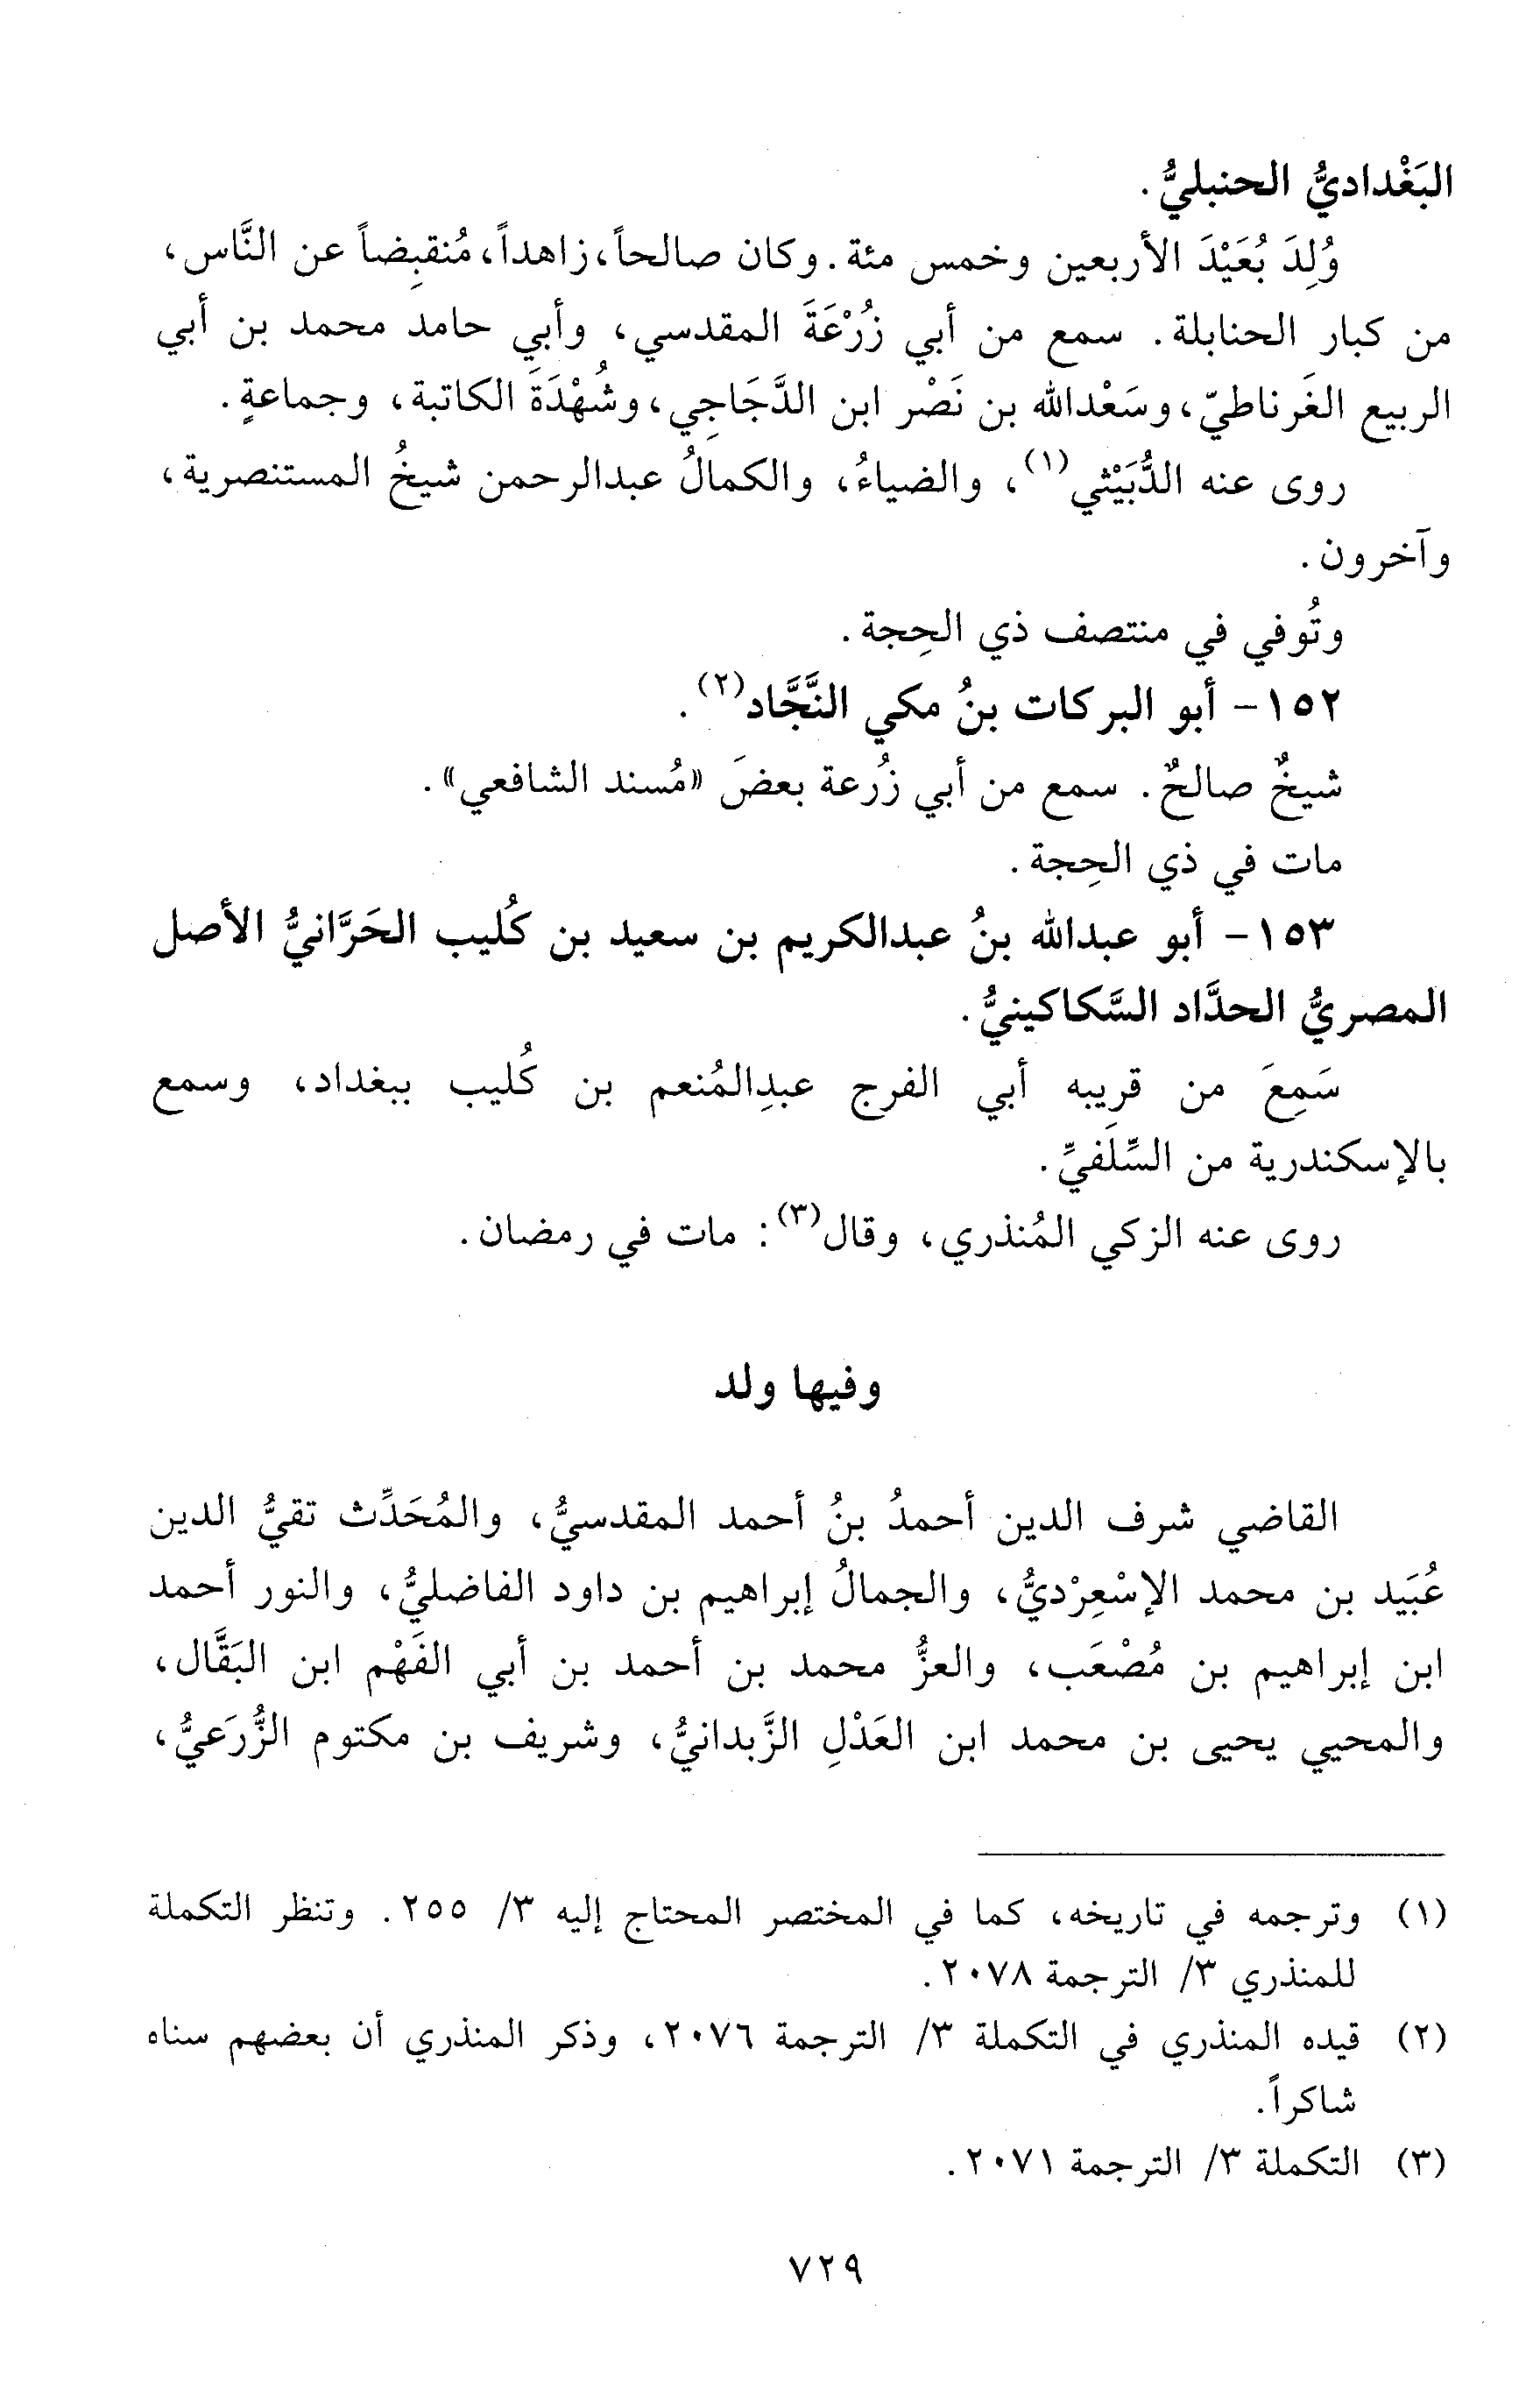 البَغْداديُّ الحنبليُّ.
وُلِدَ بُعَيْدَ الأربعين وخمس مئة. وكان صالحاً، زاهداً، مُنقبِضاً عن النَّاس،
من كبار الحنابلة. سمع من أبي زُرْعَةَ المقدسي، وأبي حامد محمد بن أبي
الربيع الغَرناطيّ، وسَعْدالله بن نَصْر ابن الدَّجَاجِي، وشُهْدَةَ الكاتبة، وجماعةٍ.
روى عنه الدُّبَيْثي(١)، والضياءُ، والكمالُ عبدالرحمن شيخُ المستنصرية،
وآخرون.
وتُوفي في منتصف ذي الحِجة.
١٥٢- أبو البركات بنُ مكي النَّجَّاد(٢).
شيخٌ صالحٌ. سمع من أبي زُرعة بعضَ «مُسند الشافعي».
مات في ذي الحِجة.
١٥٣- أبو عبدالله بنُ عبدالكريم بن سعيد بن كُليب الحَرَّانيُّ الأصل
المصريُّ الحدَّاد السَّكاكينيُّ.
سَمِعَ من قريبِه أبي الفرج عبدِالمُنعم بن كُليب ببغداد، وسمع
بالإسكندرية من السِّلَفيِّ.
روى عنه الزكي المُنذري، وقال(٣): مات في رمضان.
وفيها ولد
القاضي شرف الدين أحمدُ بنُ أحمد المقدسيُّ، والمُحَدِّث تقيُّ الدين
عُبَيد بن محمد الإسْعِرْديُّ، والجمالُ إبراهيم بن داود الفاضليُّ، والنور أحمد
ابن إبراهيم بن مُصْعَب، والعزُّ محمد بن أحمد بن أبي الفَهْم ابن البَقَّال،
والمحيي يحيى بن محمد ابن العَدْلِ الزَّبدانيُّ، وشريف بن مكتوم الزُّرَعيُّ،
(١) وترجمه في تاريخه، كما في المختصر المحتاج إليه ٣/ ٢٥٥. وتنظر التكملة
للمنذري ٣/ الترجمة ٢٠٧٨.
(٢) قيده المنذري في التكملة ٣/ الترجمة ٢٠٧٦، وذكر المنذري أن بعضهم سناه
شاكراً.
(٣) التكملة ٣/ الترجمة ٢٠٧١.
٧٢٩